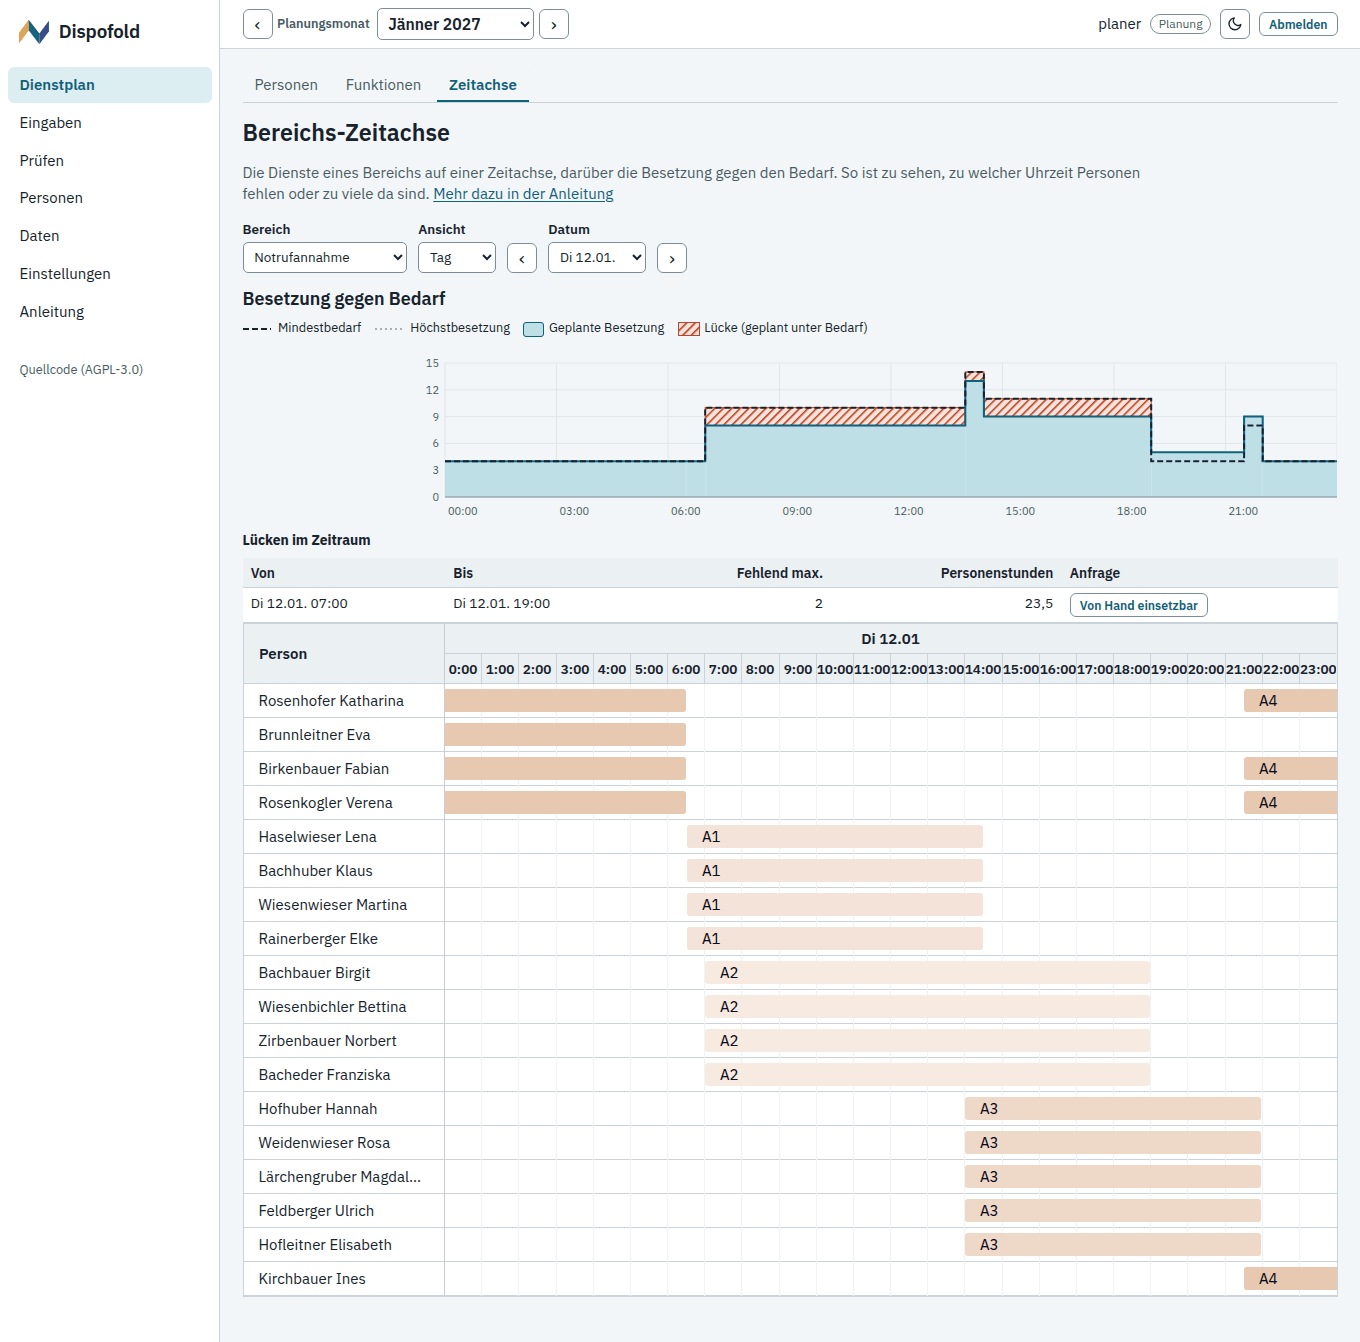 Dispofold
‹ Planungsmonat Jänner 2027 ›
planer Planung Abmelden
Dienstplan
Eingaben
Prüfen
Personen
Daten
Einstellungen
Anleitung
Quellcode (AGPL-3.0)
Personen Funktionen Zeitachse
Bereichs-Zeitachse
Die Dienste eines Bereichs auf einer Zeitachse, darüber die Besetzung gegen den Bedarf. So ist zu sehen, zu welcher Uhrzeit Personen
fehlen oder zu viele da sind. Mehr dazu in der Anleitung
Bereich Ansicht Datum
Notrufannahme Tag ‹ Di 12.01. ›
Besetzung gegen Bedarf
Mindestbedarf Höchstbesetzung Geplante Besetzung Lücke (geplant unter Bedarf)
15
12
9
6
3
0
00:00 03:00 06:00 09:00 12:00 15:00 18:00 21:00
Lücken im Zeitraum
Von Bis Fehlend max. Personenstunden Anfrage
Di 12.01. 07:00 Di 12.01. 19:00 2 23,5 Von Hand einsetzbar
Person Di 12.01
0:00 1:00 2:00 3:00 4:00 5:00 6:00 7:00 8:00 9:00 10:00 11:00 12:00 13:00 14:00 15:00 16:00 17:00 18:00 19:00 20:00 21:00 22:00 23:00
Rosenhofer Katharina A4
Brunnleitner Eva
Birkenbauer Fabian A4
Rosenkogler Verena A4
Haselwieser Lena A1
Bachhuber Klaus A1
Wiesenwieser Martina A1
Rainerberger Elke A1
Bachbauer Birgit A2
Wiesenbichler Bettina A2
Zirbenbauer Norbert A2
Bacheder Franziska A2
Hofhuber Hannah A3
Weidenwieser Rosa A3
Lärchengruber Magdal... A3
Feldberger Ulrich A3
Hofleitner Elisabeth A3
Kirchbauer Ines A4